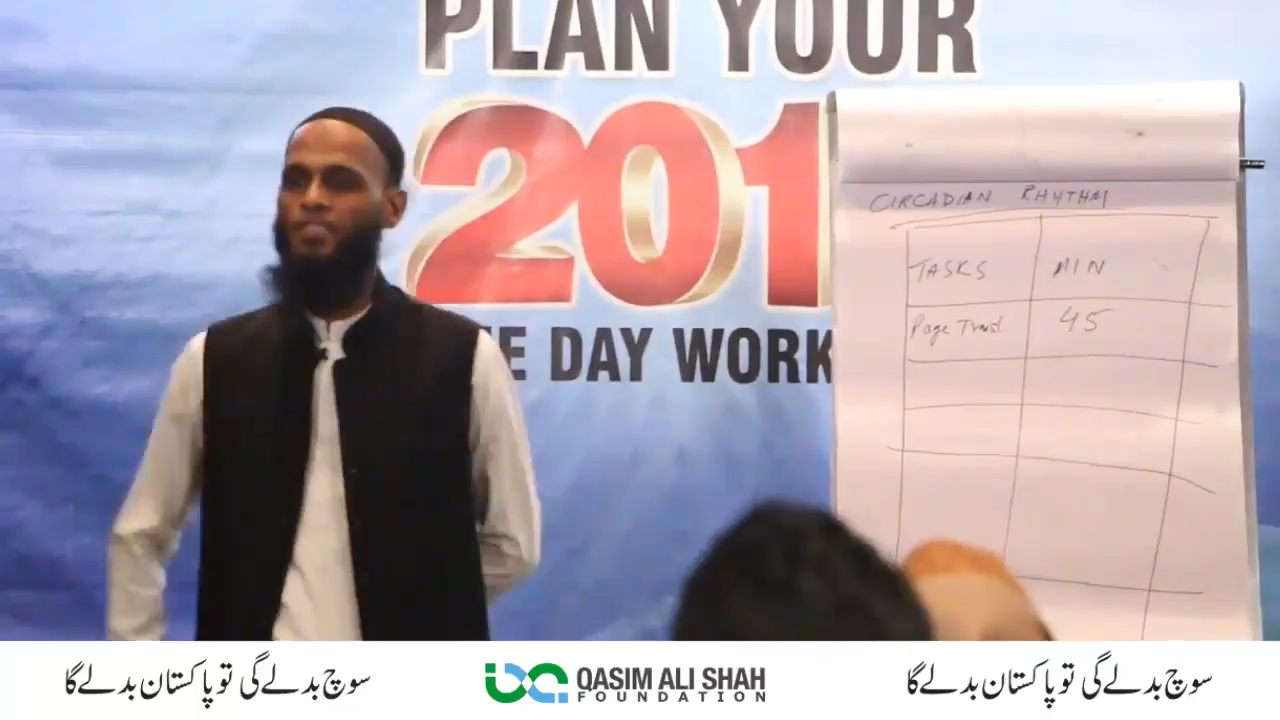 PLAN YOUR
201
DAY WORK
CIRCADIAN RHYTHM
TASKS MIN
Page 45
سوچ بدلے گی تو پاکستان بدلے گا
QASIM ALI SHAH
FOUNDATION
سوچ بدلے گی تو پاکستان بدلے گا